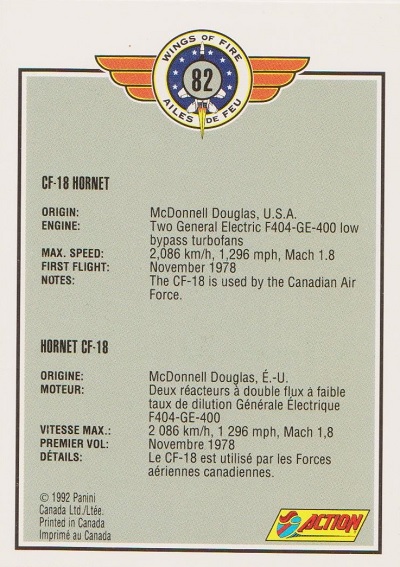 WINGS OF FIRE
82
AILES DE FEU
CF-18 HORNET
ORIGIN: McDonnell Douglas, U.S.A.
ENGINE: Two General Electric F404-GE-400 low
bypass turbofans
MAX. SPEED: 2,086 km/h, 1,296 mph, Mach 1.8
FIRST FLIGHT: November 1978
NOTES: The CF-18 is used by the Canadian Air
Force.
HORNET CF-18
ORIGINE: McDonnell Douglas, É.-U.
MOTEUR: Deux réacteurs à double flux à faible
taux de dilution Générale Électrique
F404-GE-400
VITESSE MAX.: 2 086 km/h, 1 296 mph, Mach 1,8
PREMIER VOL: Novembre 1978
DÉTAILS: Le CF-18 est utilisé par les Forces
aériennes canadiennes.
© 1992 Panini
Canada Ltd./Ltée.
Printed in Canada
Imprimé au Canada
ACTION